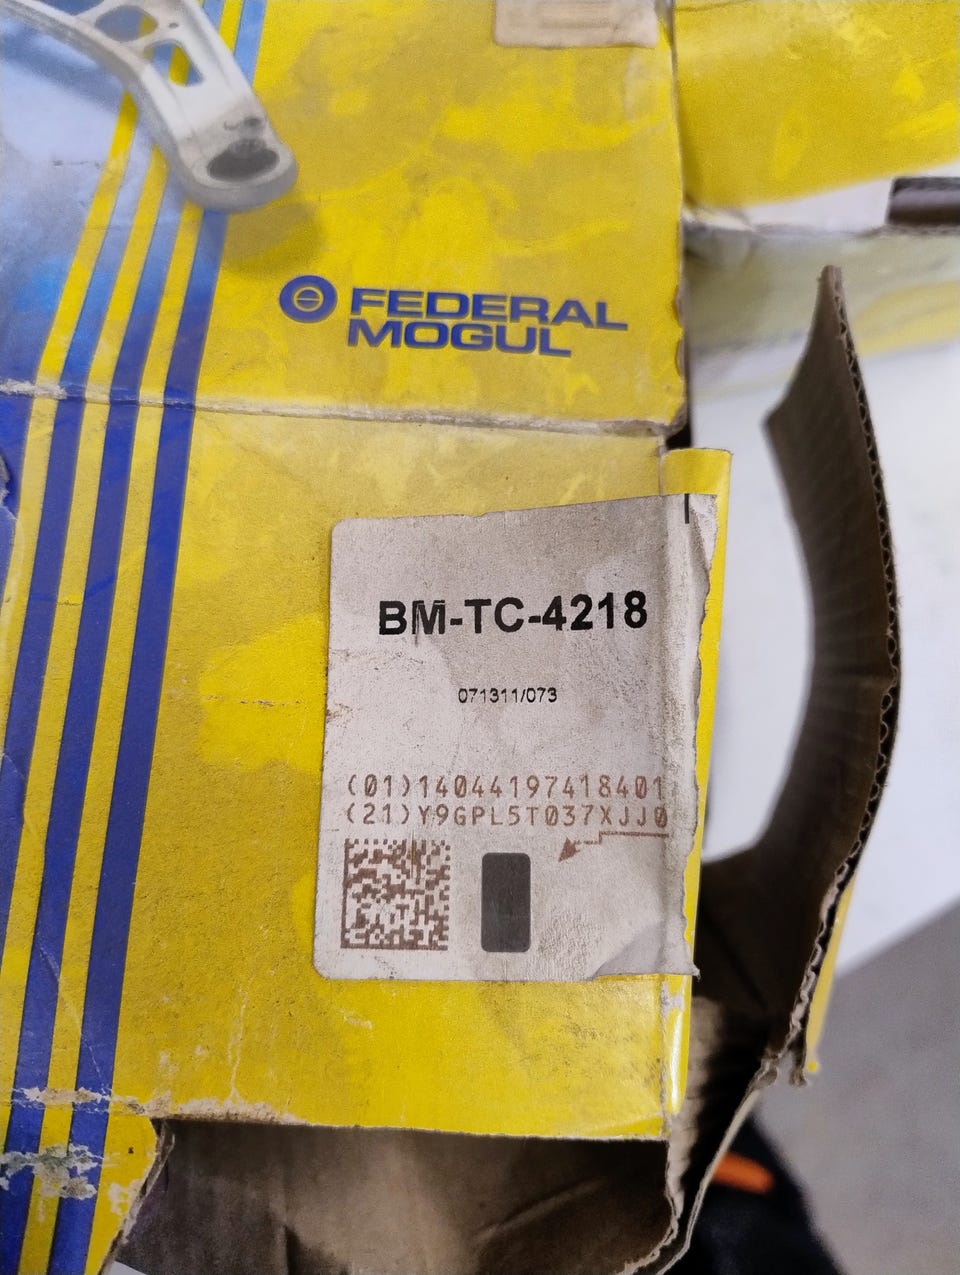 FEDERAL
MOGUL
BM-TC-4218
071311/073
(01)14044197418401
(21)Y9GPL5T037XJJ0